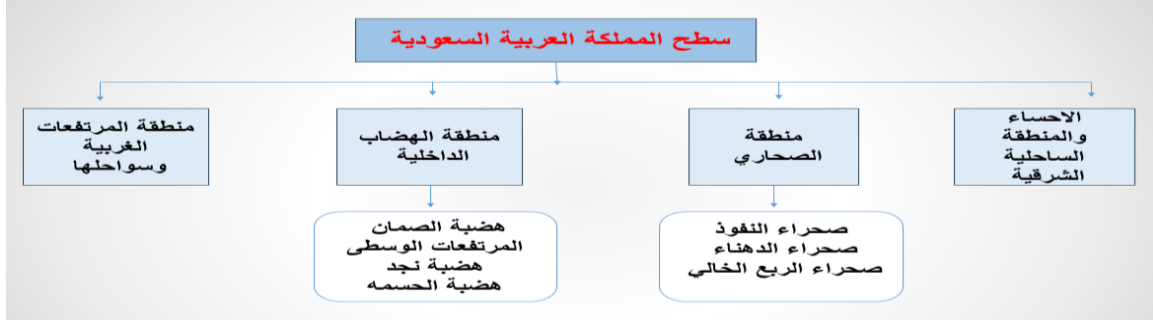 سطح المملكة العربية السعودية
الاحساء
والمنطقة
الساحلية
الشرقية
منطقة
الصحاري
منطقة الهضاب
الداخلية
منطقة المرتفعات
الغربية
وسواحلها
صحراء النفوذ
صحراء الدهناء
صحراء الربع الخالي
هضبة الصمان
المرتفعات الوسطى
هضبة نجد
هضبة الحسمه